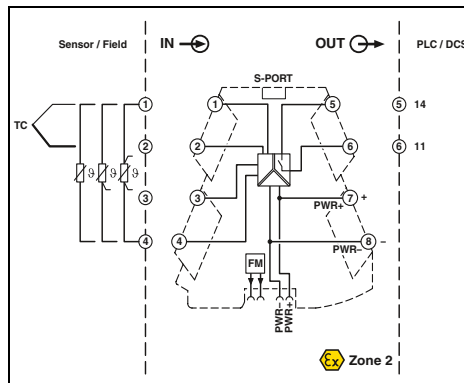 Sensor / Field
IN
OUT
PLC / DCS
S-PORT
TC
1
1
5
5
14
2
2
6
6
11
ϑ
ϑ
ϑ
3
3
7
+
PWR+
4
4
8
–
PWR–
FM
PWR–
PWR+
Ex
Zone 2